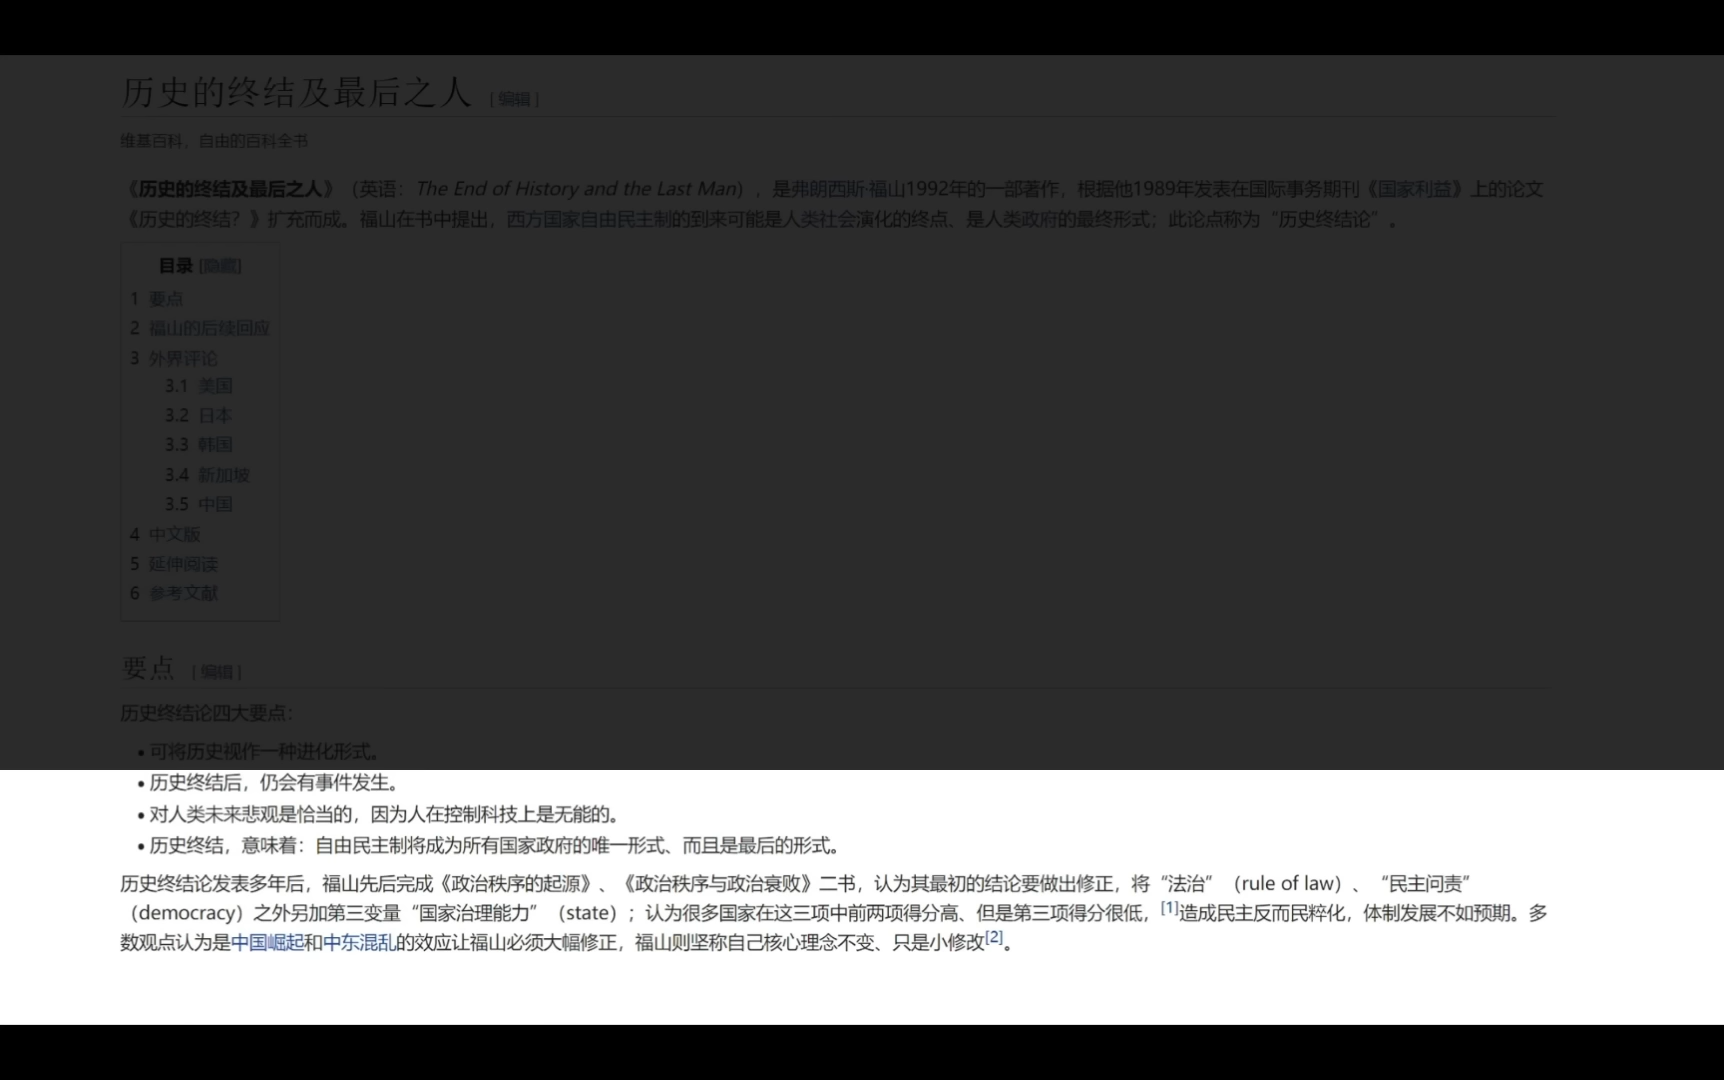 历史的终结及最后之人 [编辑]
维基百科，自由的百科全书
《历史的终结及最后之人》（英语：The End of History and the Last Man），是弗朗西斯·福山1992年的一部著作，根据他1989年发表在国际事务期刊《国家利益》上的论文
《历史的终结？》扩充而成。福山在书中提出，西方国家自由民主制的到来可能是人类社会演化的终点、是人类政府的最终形式；此论点称为“历史终结论”。
目录 [隐藏]
1 要点
2 福山的后续回应
3 外界评论
3.1 美国
3.2 日本
3.3 韩国
3.4 新加坡
3.5 中国
4 中文版
5 延伸阅读
6 参考文献
要点 [编辑]
历史终结论四大要点：
• 可将历史视作一种进化形式。
• 历史终结后，仍会有事件发生。
• 对人类未来悲观是恰当的，因为人在控制科技上是无能的。
• 历史终结，意味着：自由民主制将成为所有国家政府的唯一形式、而且是最后的形式。
历史终结论发表多年后，福山先后完成《政治秩序的起源》、《政治秩序与政治衰败》二书，认为其最初的结论要做出修正，将“法治”（rule of law）、“民主问责”
（democracy）之外另加第三变量“国家治理能力”（state）；认为很多国家在这三项中前两项得分高、但是第三项得分很低，[1]造成民主反而民粹化，体制发展不如预期。多
数观点认为是中国崛起和中东混乱的效应让福山必须大幅修正，福山则坚称自己核心理念不变、只是小修改[2]。